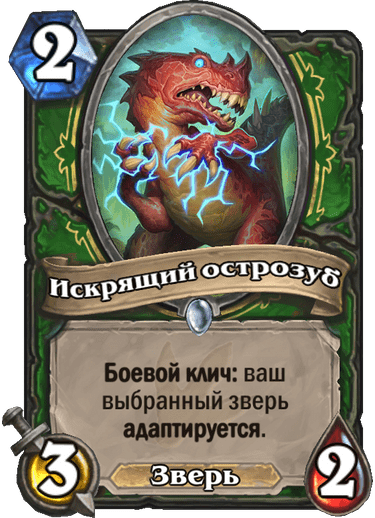 2
Искрящий острозуб
Боевой клич: ваш
выбранный зверь
адаптируется.
3
Зверь
2